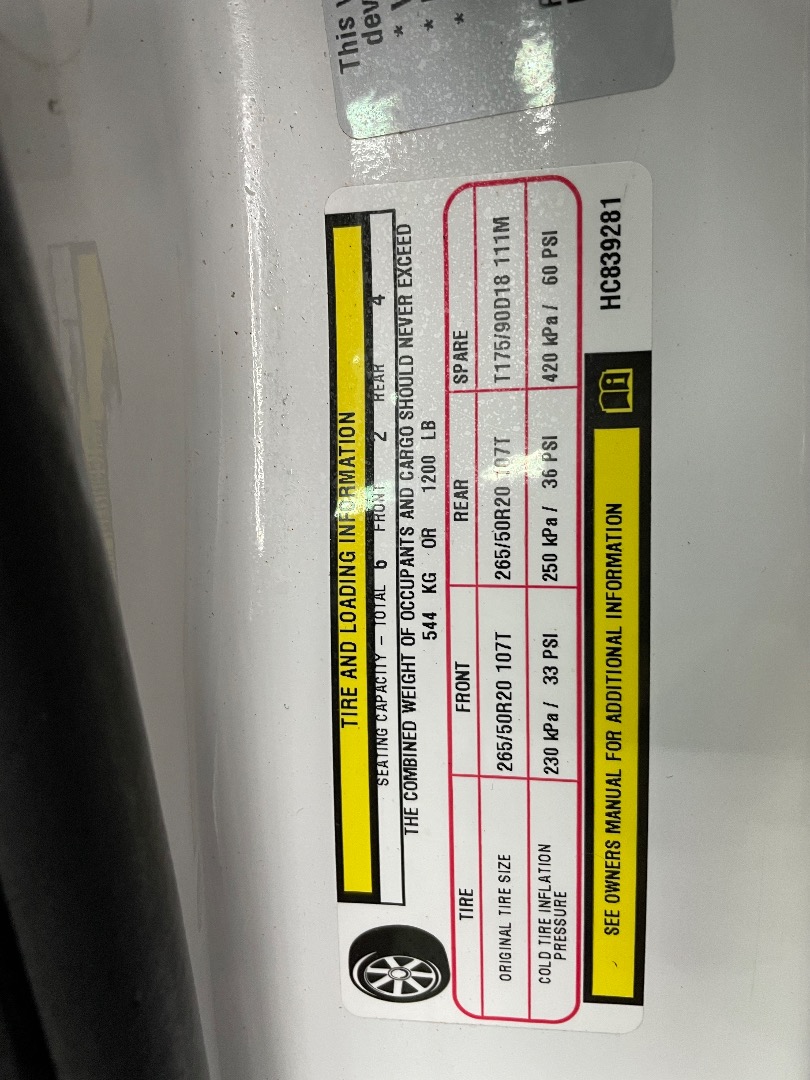 TIRE AND LOADING INFORMATION
SEATING CAPACITY – TOTAL 6 FRONT 2 REAR 4
THE COMBINED WEIGHT OF OCCUPANTS AND CARGO SHOULD NEVER EXCEED
544 KG OR 1200 LB
TIRE FRONT REAR SPARE
ORIGINAL TIRE SIZE 265/50R20 107T 265/50R20 107T T175/90D18 111M
COLD TIRE INFLATION PRESSURE 230 kPa / 33 PSI 250 kPa / 36 PSI 420 kPa / 60 PSI
SEE OWNERS MANUAL FOR ADDITIONAL INFORMATION
HC839281
This
dev
*
*
*